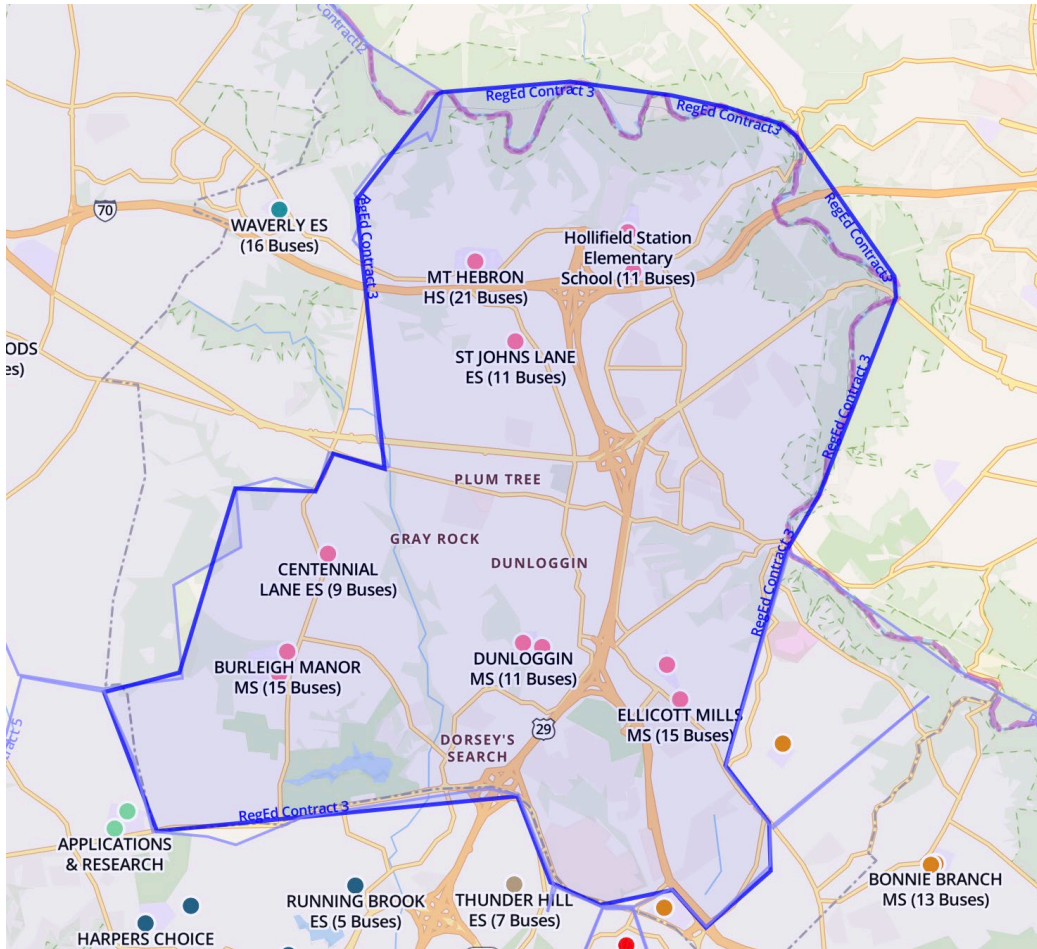 Contract12
RegEd Contract 3
RegEd Contract3
70
WAVERLY ES
(16 Buses)
RegEd Contract 3
RegEd Contract3
Hollifield Station
Elementary
School (11 Buses)
MT HEBRON
HS (21 Buses)
ODS
es)
ST JOHNS LANE
ES (11 Buses)
RegEd Contract 3
PLUM TREE
GRAY ROCK
DUNLOGGIN
CENTENNIAL
LANE ES (9 Buses)
RegEd Contract 3
BURLEIGH MANOR
MS (15 Buses)
DUNLOGGIN
MS (11 Buses)
ELLICOTT MILLS
MS (15 Buses)
29
DORSEY'S
SEARCH
ntract 5
RegEd Contract 3
APPLICATIONS
& RESEARCH
RUNNING BROOK
ES (5 Buses)
THUNDER HILL
ES (7 Buses)
BONNIE BRANCH
MS (13 Buses)
HARPERS CHOICE